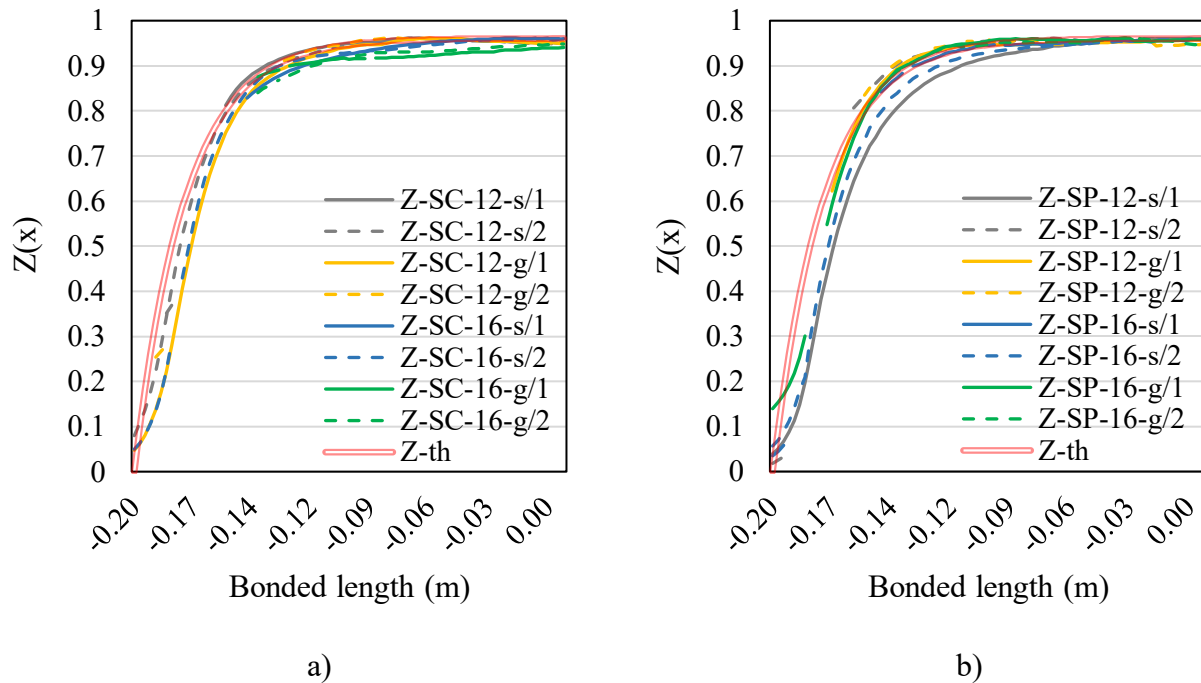 1
0.9
0.8
0.7
0.6
0.5
0.4
0.3
0.2
0.1
0
Z(x)
Z-SC-12-s/1
Z-SC-12-s/2
Z-SC-12-g/1
Z-SC-12-g/2
Z-SC-16-s/1
Z-SC-16-s/2
Z-SC-16-g/1
Z-SC-16-g/2
Z-th
-0.20
-0.17
-0.14
-0.12
-0.09
-0.06
-0.03
0.00
Bonded length (m)
a)
1
0.9
0.8
0.7
0.6
0.5
0.4
0.3
0.2
0.1
0
Z(x)
Z-SP-12-s/1
Z-SP-12-s/2
Z-SP-12-g/1
Z-SP-12-g/2
Z-SP-16-s/1
Z-SP-16-s/2
Z-SP-16-g/1
Z-SP-16-g/2
Z-th
-0.20
-0.17
-0.14
-0.12
-0.09
-0.06
-0.03
0.00
Bonded length (m)
b)